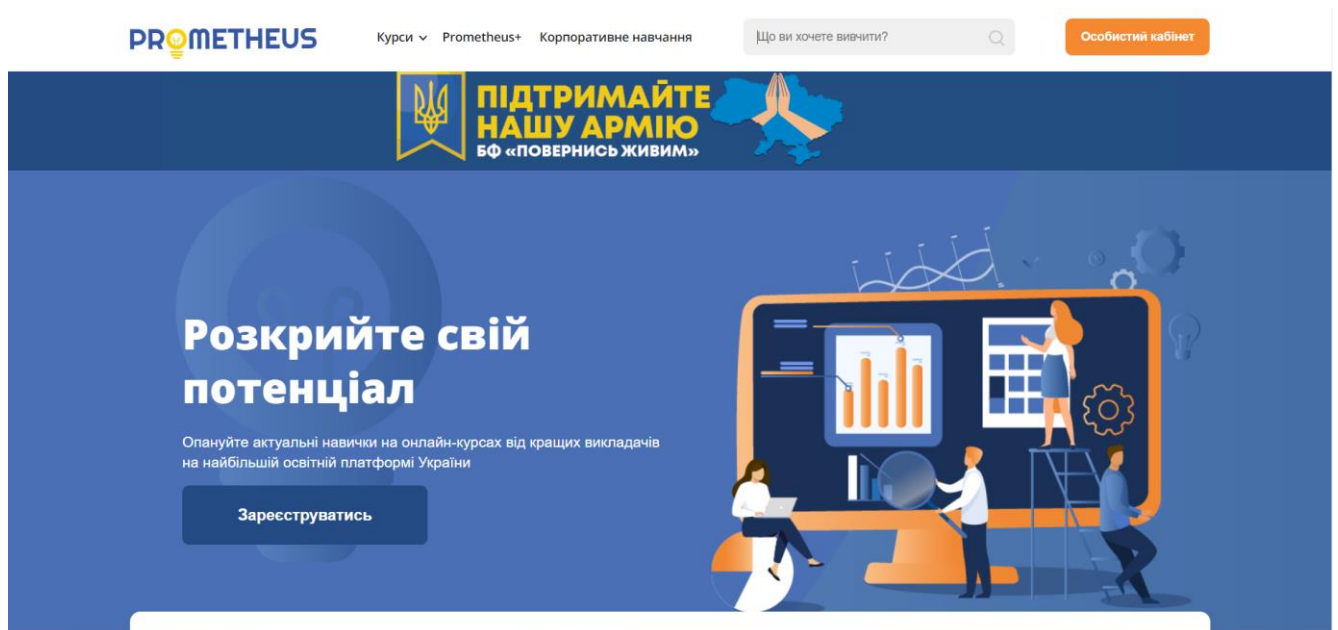 PROMETHEUS
Курси
Prometheus+
Корпоративне навчання
Що ви хочете вивчити?
Особистий кабінет
ПІДТРИМАЙТЕ
НАШУ АРМІЮ
БФ «ПОВЕРНИСЬ ЖИВИМ»
Розкрийте свій
потенціал
Опануйте актуальні навички на онлайн-курсах від кращих викладачів
на найбільшій освітній платформі України
Зареєструватись